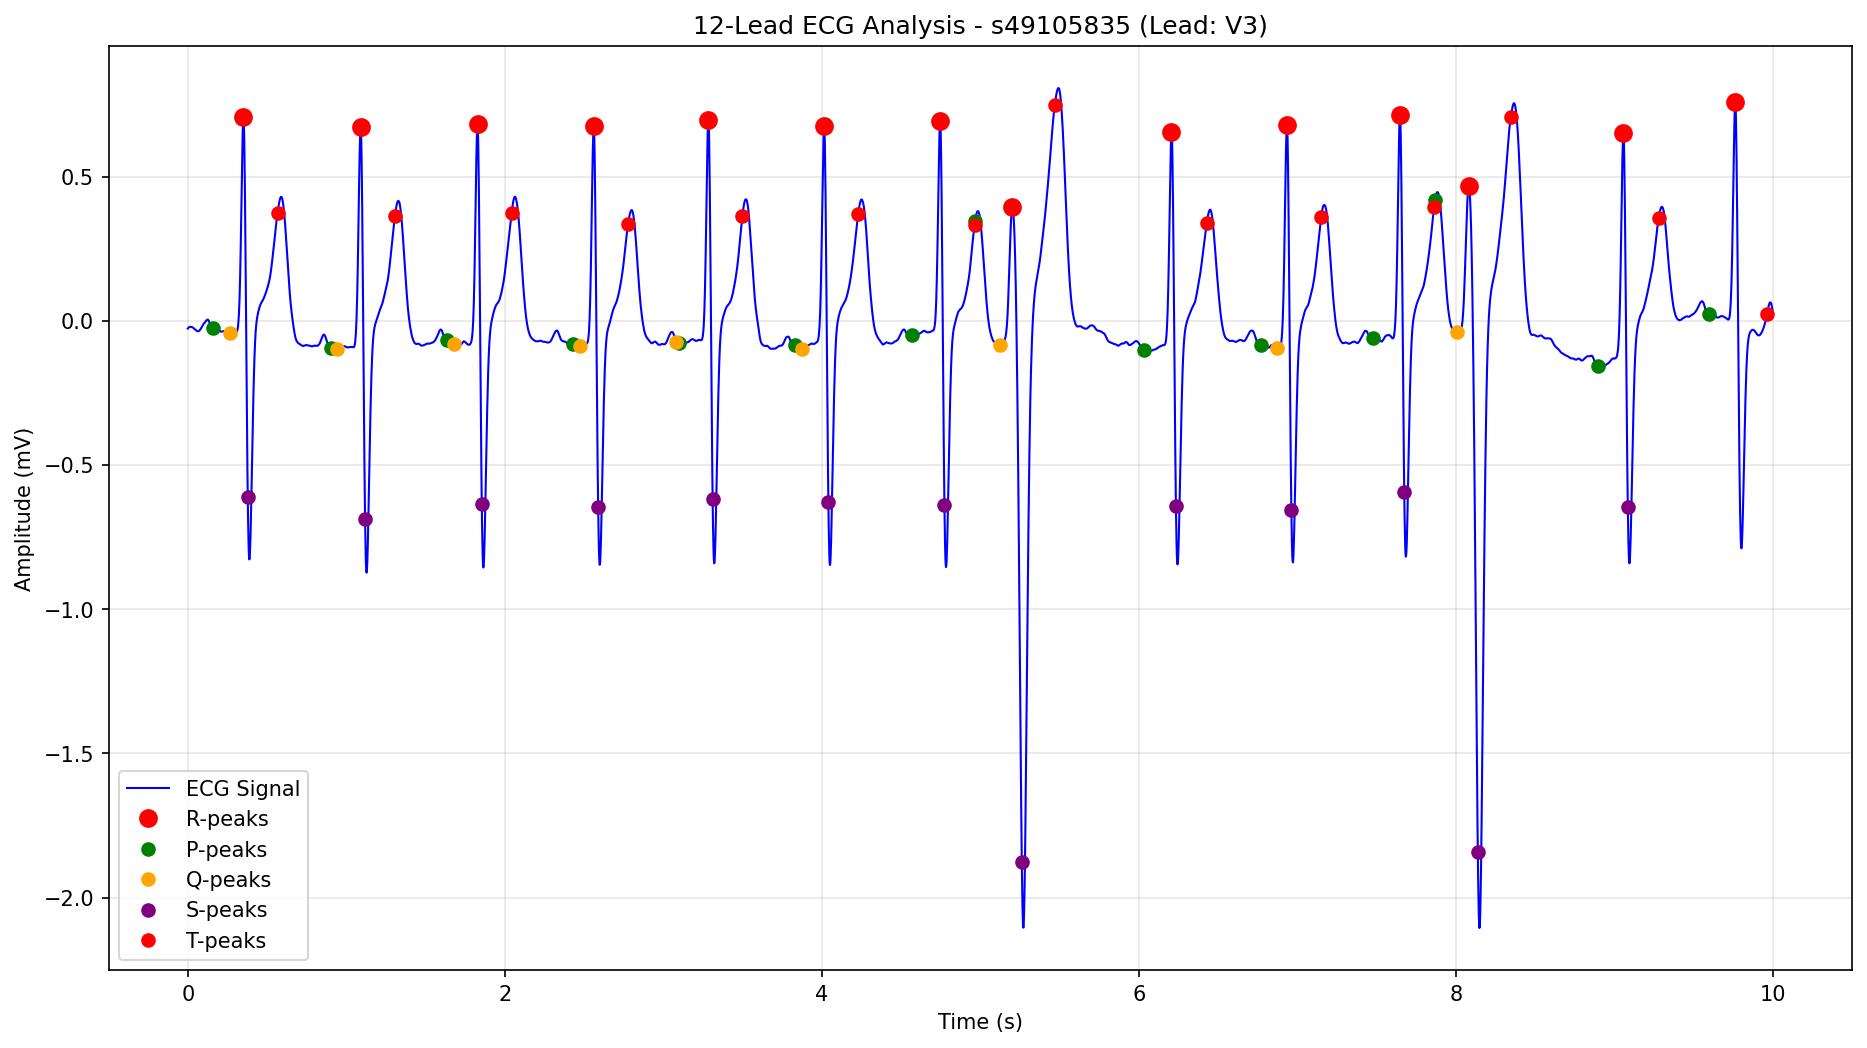 12-Lead ECG Analysis - s49105835 (Lead: V3)
Amplitude (mV)
0.5
0.0
−0.5
−1.0
−1.5
−2.0
ECG Signal
R-peaks
P-peaks
Q-peaks
S-peaks
T-peaks
0 2 4 6 8 10
Time (s)